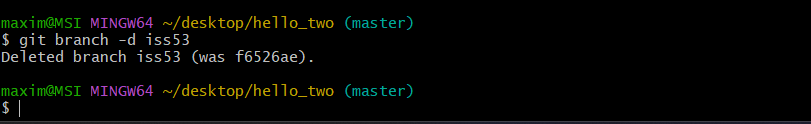 maxim@MSI MINGW64 ~/desktop/hello_two (master)
$ git branch -d iss53
Deleted branch iss53 (was f6526ae).
maxim@MSI MINGW64 ~/desktop/hello_two (master)
$